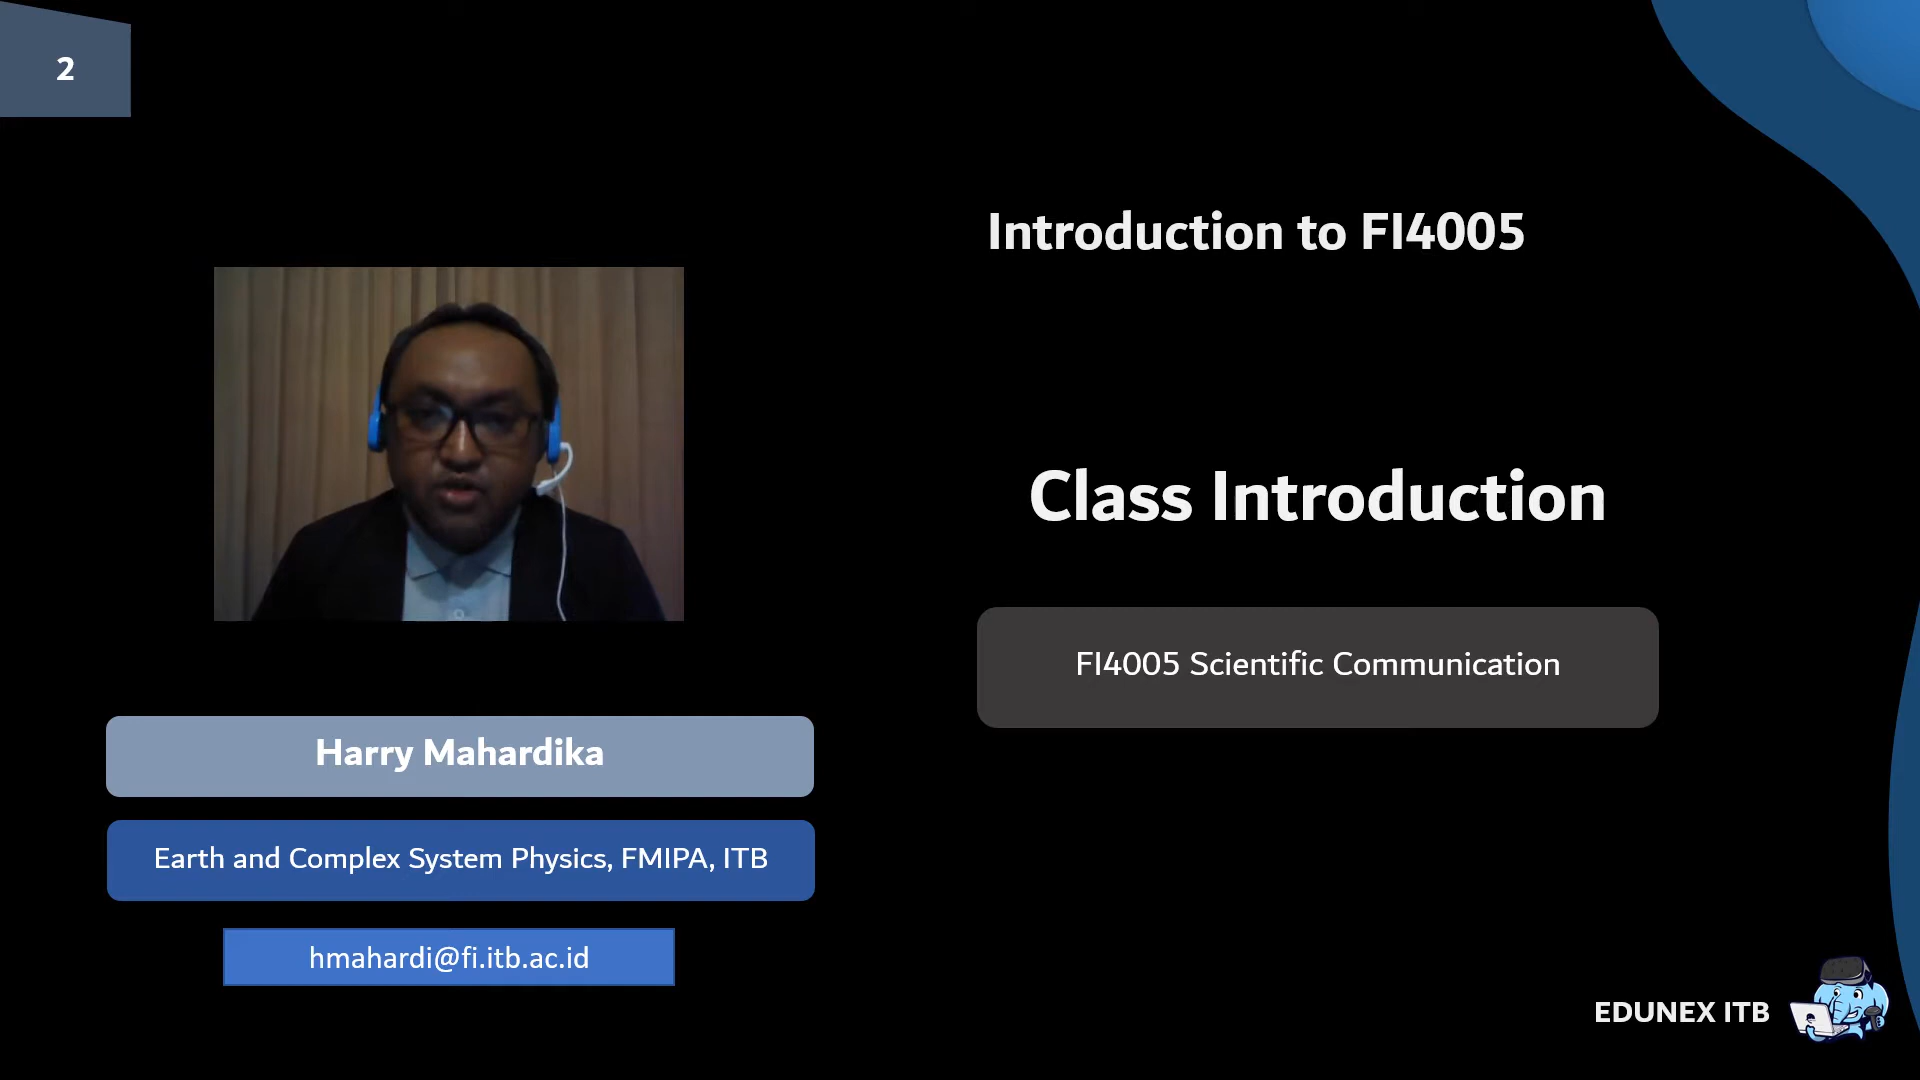 2
Introduction to FI4005
Class Introduction
FI4005 Scientific Communication
Harry Mahardika
Earth and Complex System Physics, FMIPA, ITB
hmahardi@fi.itb.ac.id
EDUNEX ITB